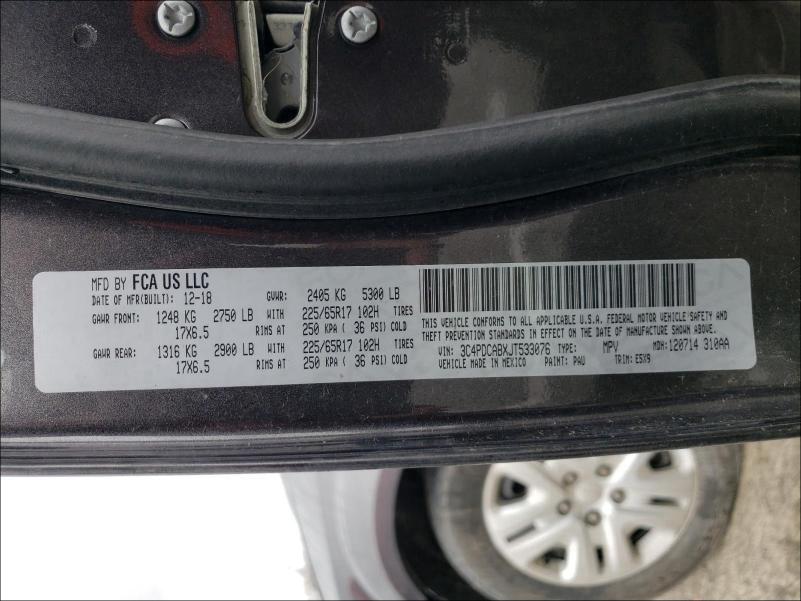 MFD BY FCA US LLC
DATE OF MFR(BUILT): 12-18 GVWR: 2405 KG 5300 LB
GAWR FRONT: 1248 KG 2750 LB WITH 225/65R17 102H TIRES
17X6.5 RIMS AT 250 KPA ( 36 PSI) COLD
GAWR REAR: 1316 KG 2900 LB WITH 225/65R17 102H TIRES
17X6.5 RIMS AT 250 KPA ( 36 PSI) COLD
THIS VEHICLE CONFORMS TO ALL APPLICABLE U.S.A. FEDERAL MOTOR VEHICLE SAFETY AND
THEFT PREVENTION STANDARDS IN EFFECT ON THE DATE OF MANUFACTURE SHOWN ABOVE.
VIN: 3C4PDCABXJT533076 TYPE: MPV MDH: 120714 310AA
VEHICLE MADE IN MEXICO PAINT: PAU TRIM: E5X9